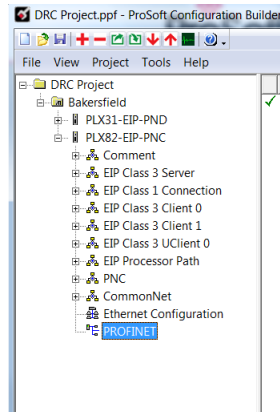 DRC Project.ppf - ProSoft Configuration Builder
File View Project Tools Help
DRC Project
Bakersfield
PLX31-EIP-PND
PLX82-EIP-PNC
Comment
EIP Class 3 Server
EIP Class 1 Connection
EIP Class 3 Client 0
EIP Class 3 Client 1
EIP Class 3 UClient 0
EIP Processor Path
PNC
CommonNet
Ethernet Configuration
PROFINET